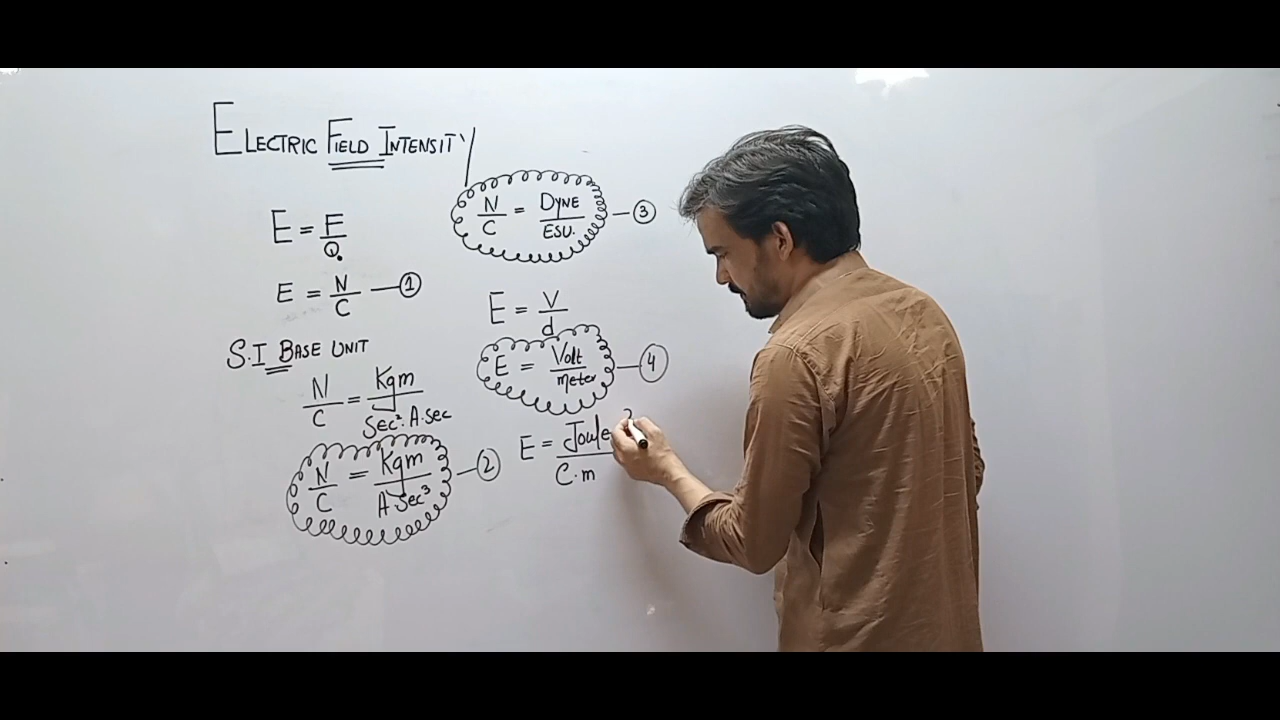 ELECTRIC FIELD INTENSITY
E = F/Q.
E = N/C —①
S.I BASE UNIT
N/C = Kgm/Sec².A.sec
N/C = Kgm/A.Sec³ —②
N/C = DYNE/ESU. —③
E = V/d
E = Volt/meter —④
E = Joule/C.m